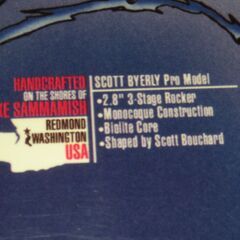 HANDCRAFTED
ON THE SHORES OF
KE SAMMAMISH
REDMOND
WASHINGTON
USA
SCOTT BYERLY Pro Model
•2.8" 3-Stage Rocker
•Monocoque Construction
•Biolite Core
•Shaped by Scott Bouchard